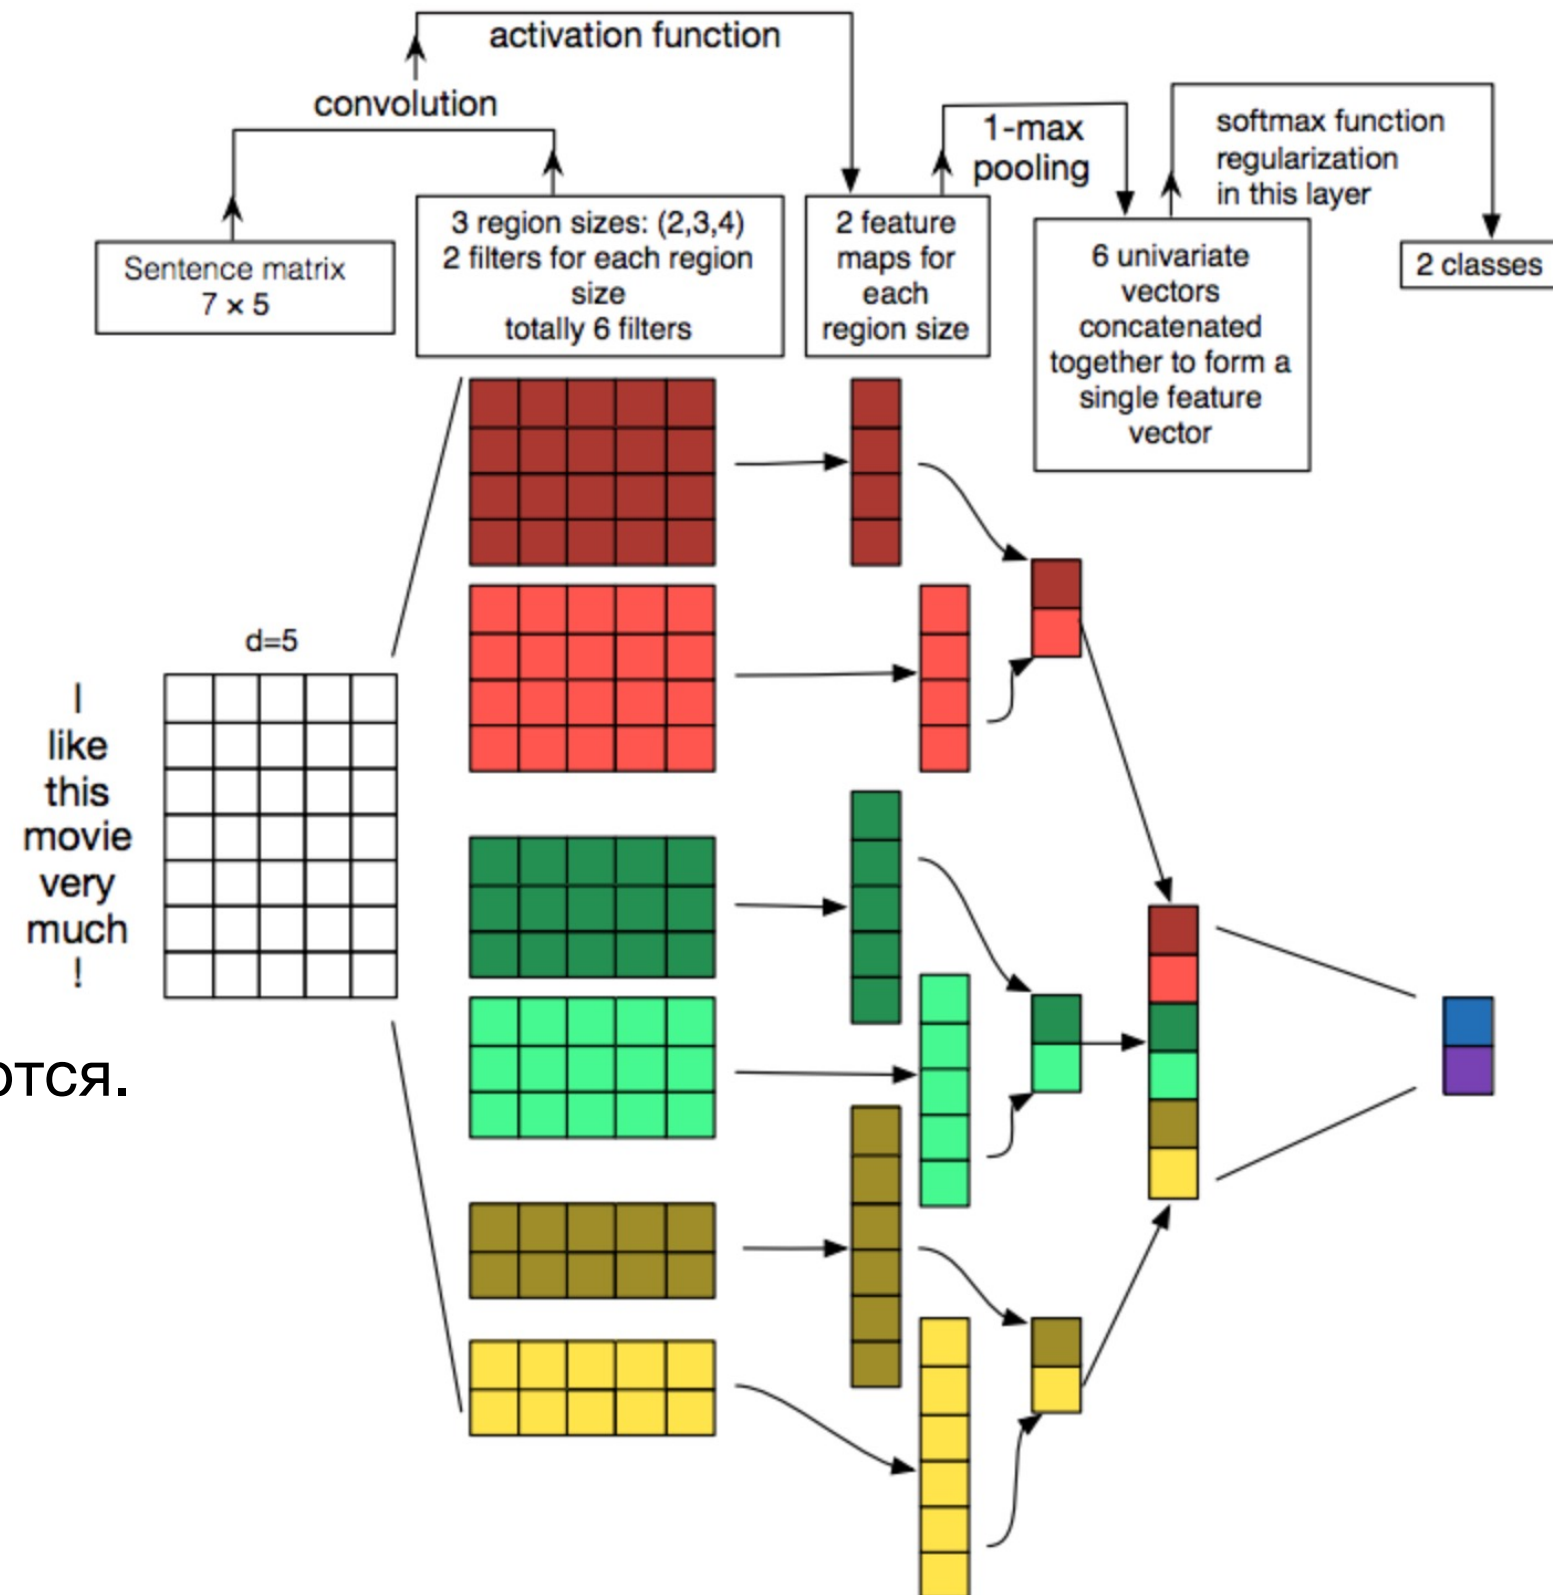 activation function
convolution
1-max
pooling
softmax function
regularization
in this layer
Sentence matrix
7 × 5
3 region sizes: (2,3,4)
2 filters for each region
size
totally 6 filters
2 feature
maps for
each
region size
6 univariate
vectors
concatenated
together to form a
single feature
vector
2 classes
d=5
I
like
this
movie
very
much
!
ются.